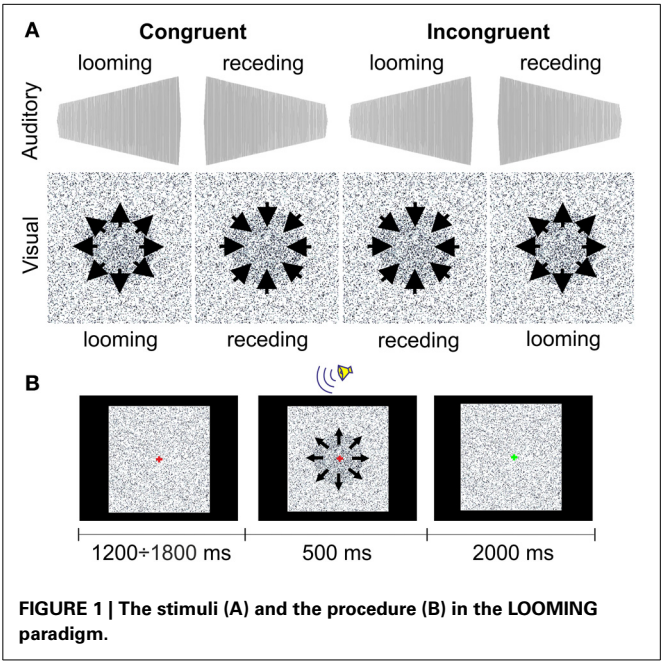 A
Congruent Incongruent
looming receding looming receding
Auditory
Visual
looming receding receding looming
B
1200÷1800 ms 500 ms 2000 ms
FIGURE 1 | The stimuli (A) and the procedure (B) in the LOOMING
paradigm.